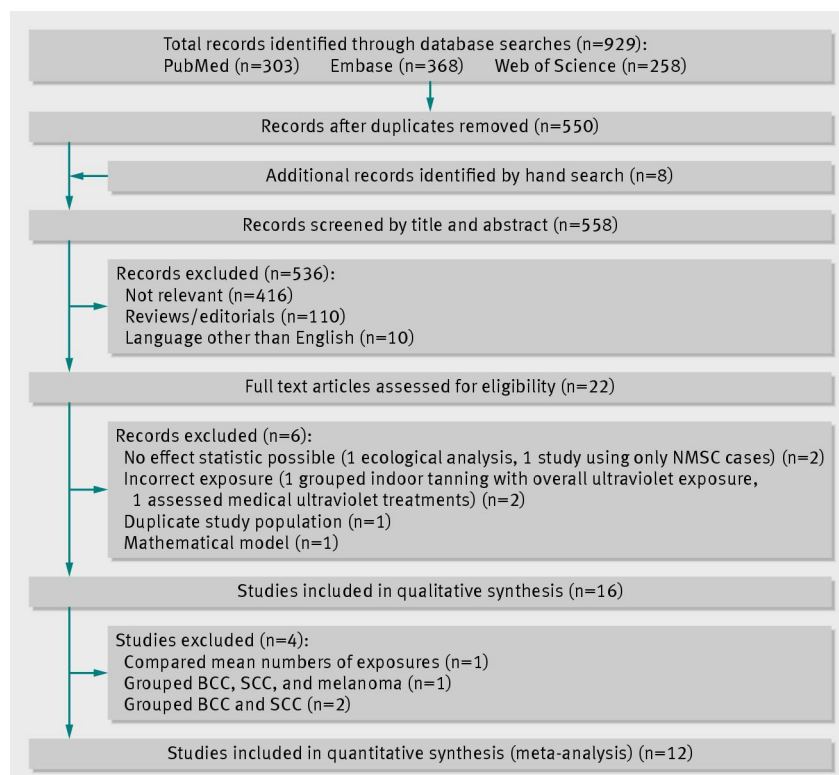 Total records identified through database searches (n=929):
PubMed (n=303) Embase (n=368) Web of Science (n=258)
Records after duplicates removed (n=550)
Additional records identified by hand search (n=8)
Records screened by title and abstract (n=558)
Records excluded (n=536):
Not relevant (n=416)
Reviews/editorials (n=110)
Language other than English (n=10)
Full text articles assessed for eligibility (n=22)
Records excluded (n=6):
No effect statistic possible (1 ecological analysis, 1 study using only NMSC cases) (n=2)
Incorrect exposure (1 grouped indoor tanning with overall ultraviolet exposure,
1 assessed medical ultraviolet treatments) (n=2)
Duplicate study population (n=1)
Mathematical model (n=1)
Studies included in qualitative synthesis (n=16)
Studies excluded (n=4):
Compared mean numbers of exposures (n=1)
Grouped BCC, SCC, and melanoma (n=1)
Grouped BCC and SCC (n=2)
Studies included in quantitative synthesis (meta-analysis) (n=12)